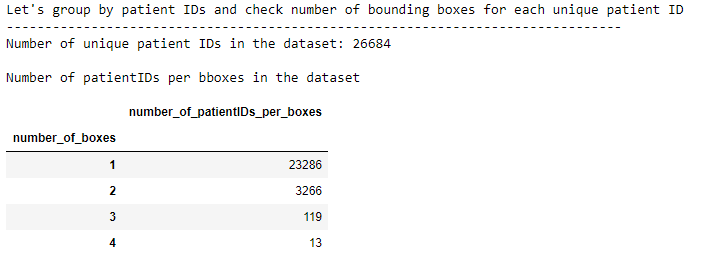 Let's group by patient IDs and check number of bounding boxes for each unique patient ID
--------------------------------------------------------------------------------
Number of unique patient IDs in the dataset: 26684
Number of patientIDs per bboxes in the dataset
number_of_patientIDs_per_boxes
number_of_boxes
1 23286
2 3266
3 119
4 13